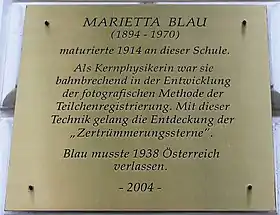 MARIETTA BLAU
(1894 - 1970)
maturierte 1914 an dieser Schule.
Als Kernphysikerin war sie
bahnbrechend in der Entwicklung
der fotografischen Methode der
Teilchenregistrierung. Mit dieser
Technik gelang die Entdeckung der
„Zertrümmerungssterne".
Blau musste 1938 Österreich
verlassen.
- 2004 -